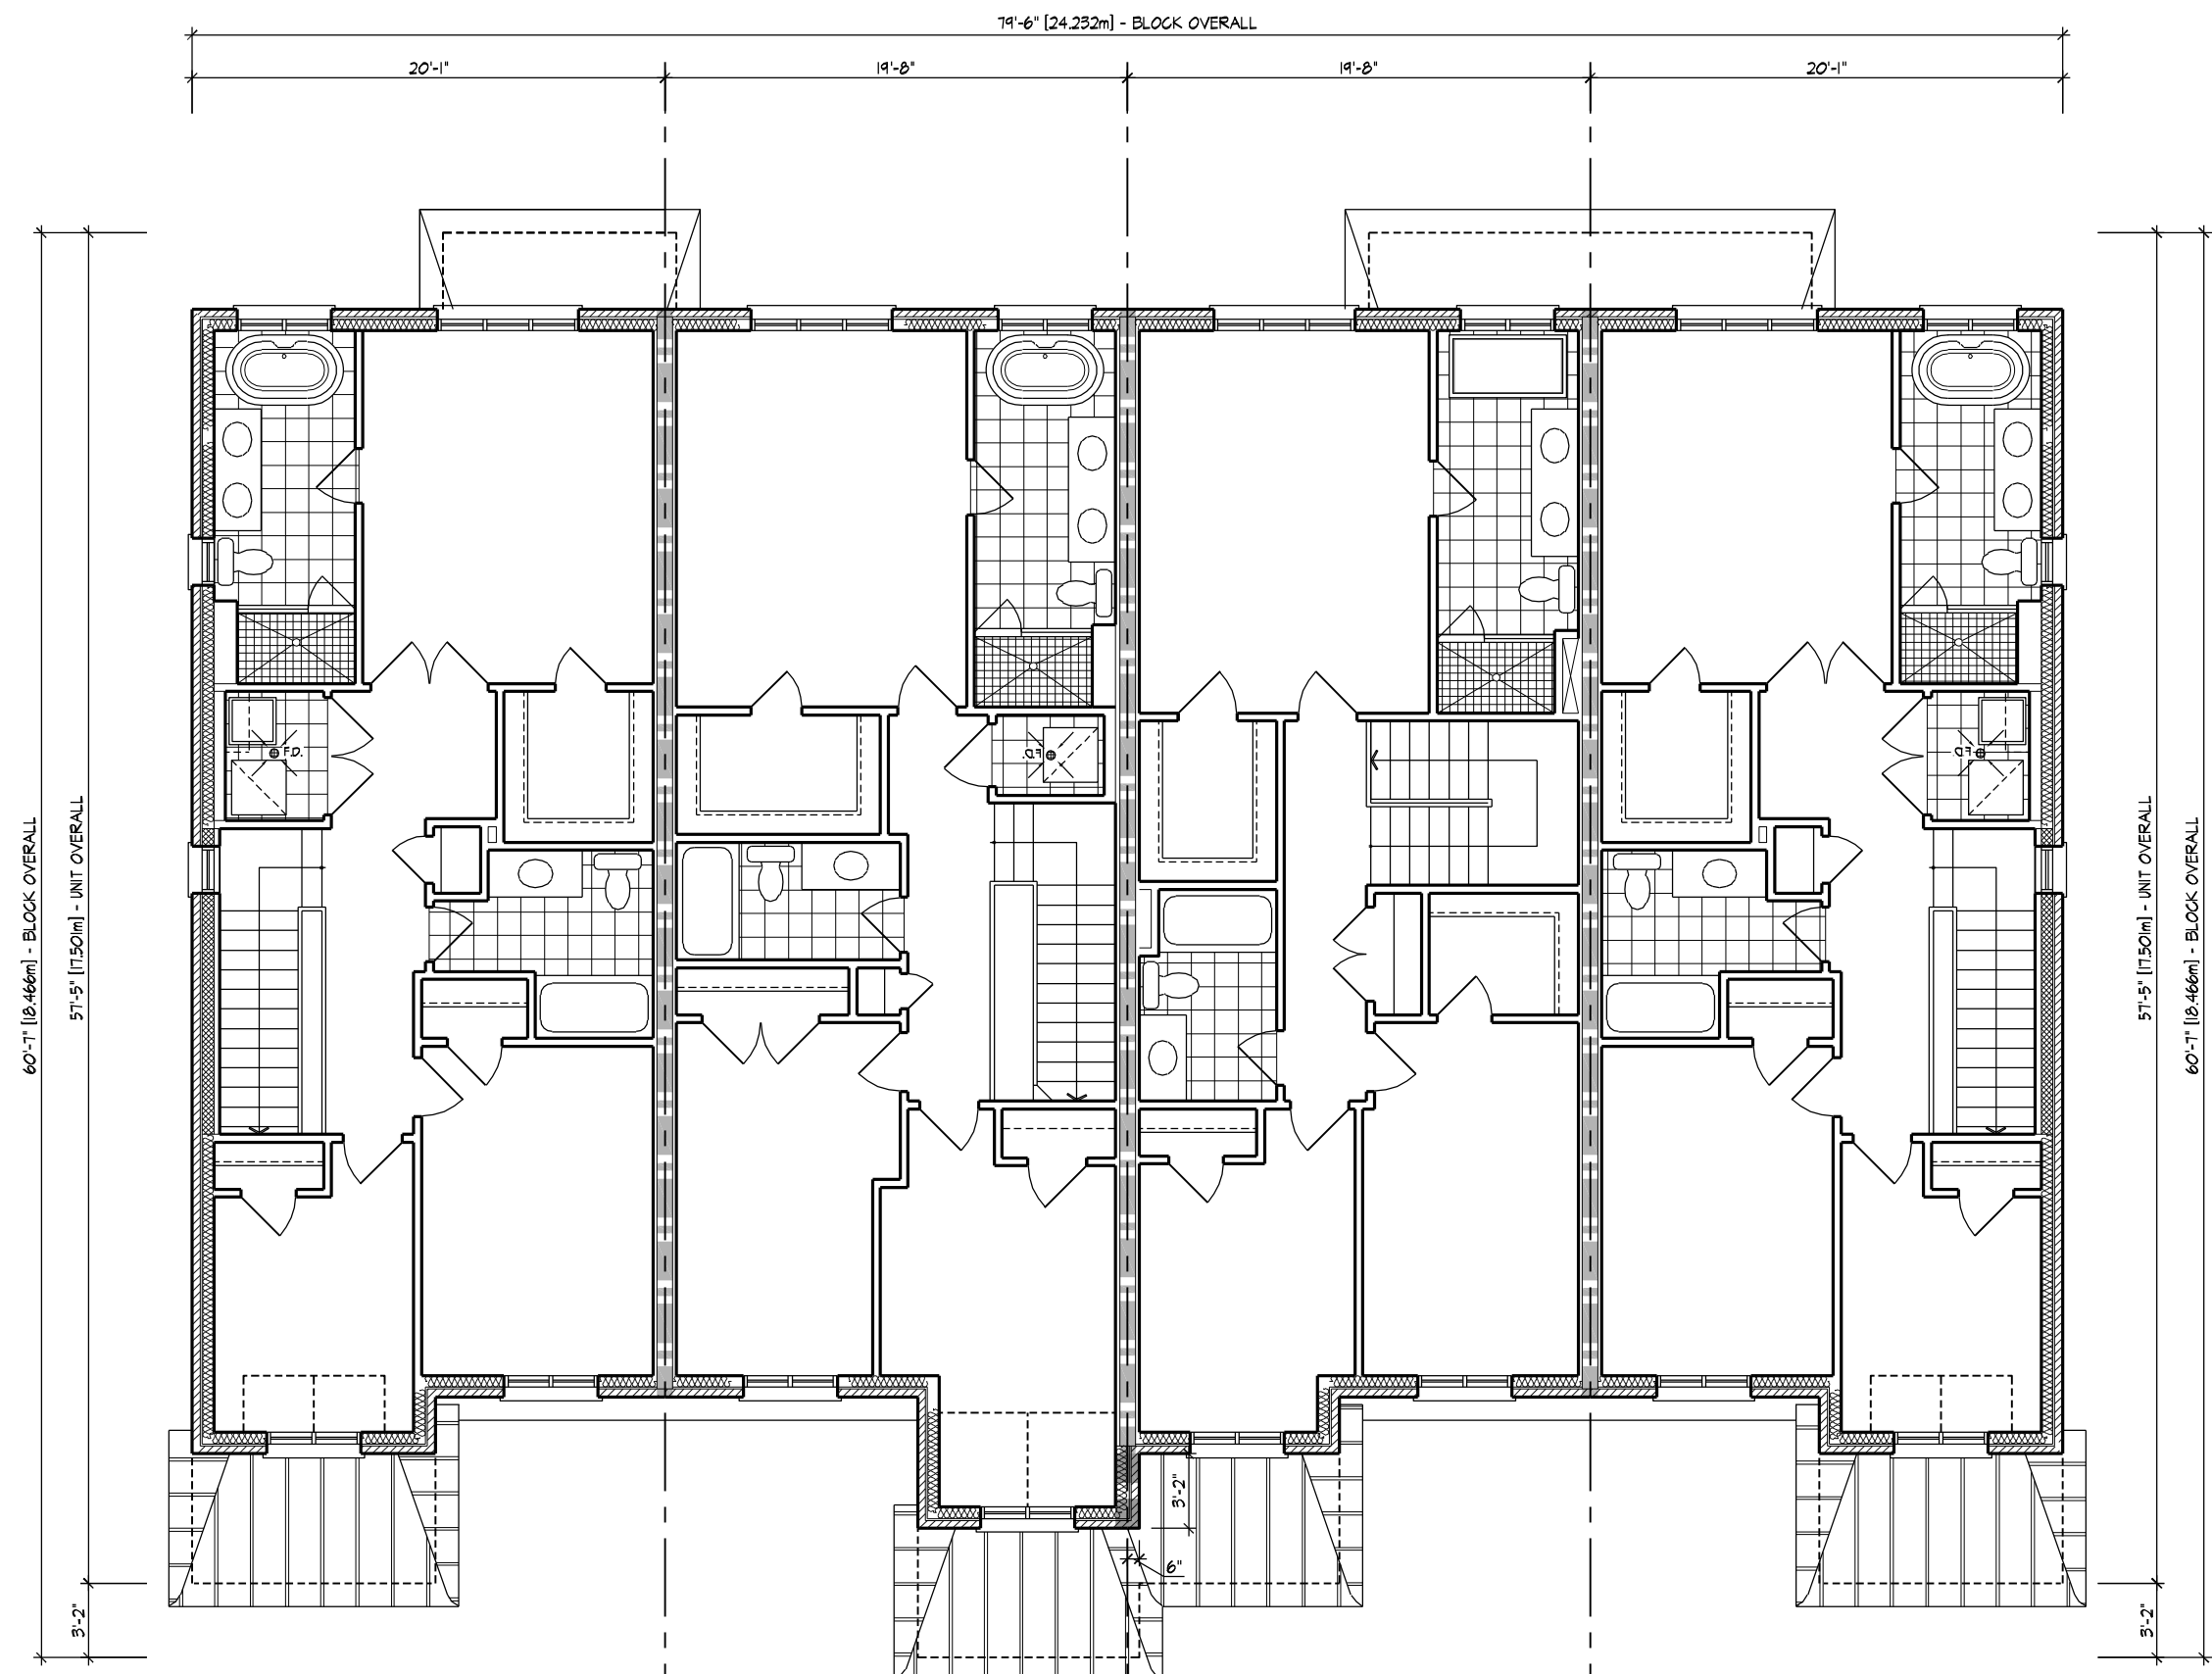 79'-6" [24.232m] - BLOCK OVERALL
20'-1"
19'-8"
19'-8"
20'-1"
60'-7" [18.466m] - BLOCK OVERALL
57'-5" [17.501m] - UNIT OVERALL
57'-5" [17.501m] - UNIT OVERALL
60'-7" [18.466m] - BLOCK OVERALL
F.D.
F.D.
F.D.
3'-2"
6"
3'-2"
3'-2"